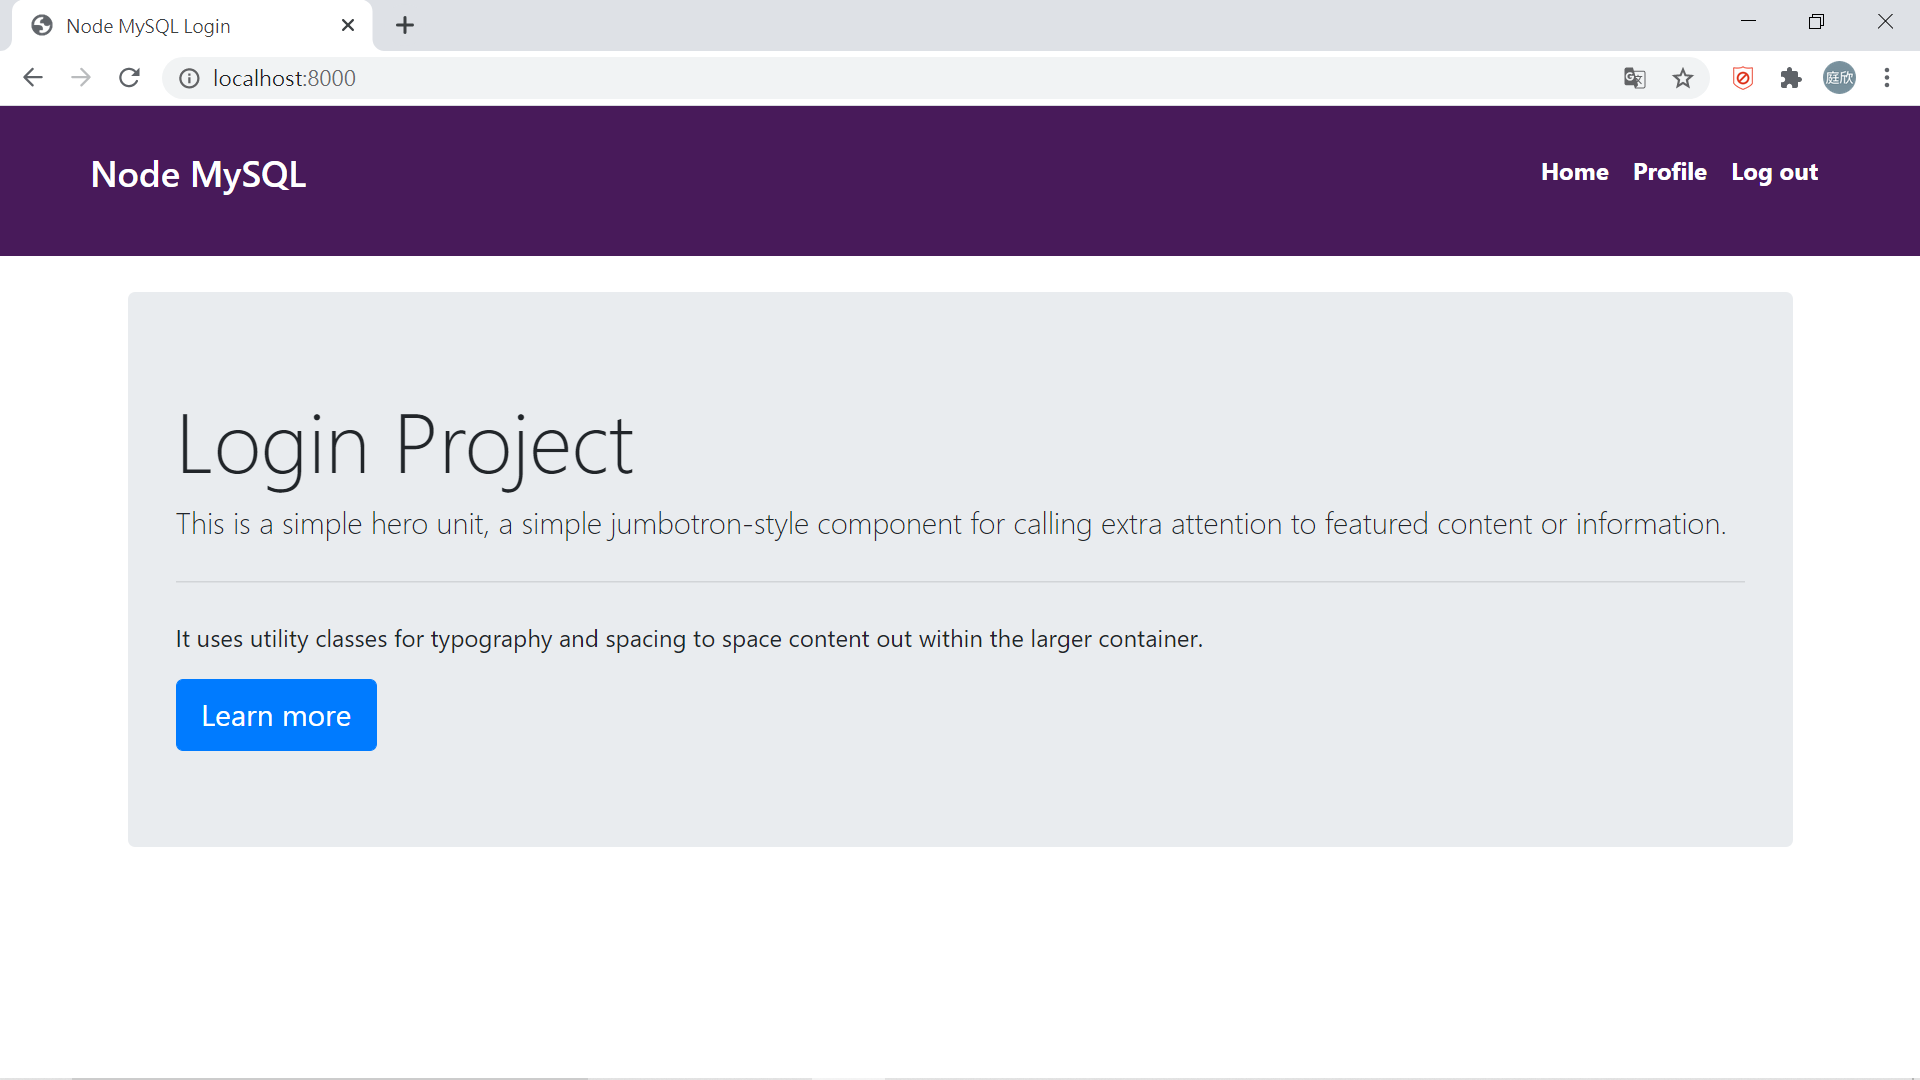 Node MySQL Login
localhost:8000
庭欣
Node MySQL
Home Profile Log out
Login Project
This is a simple hero unit, a simple jumbotron-style component for calling extra attention to featured content or information.
It uses utility classes for typography and spacing to space content out within the larger container.
Learn more